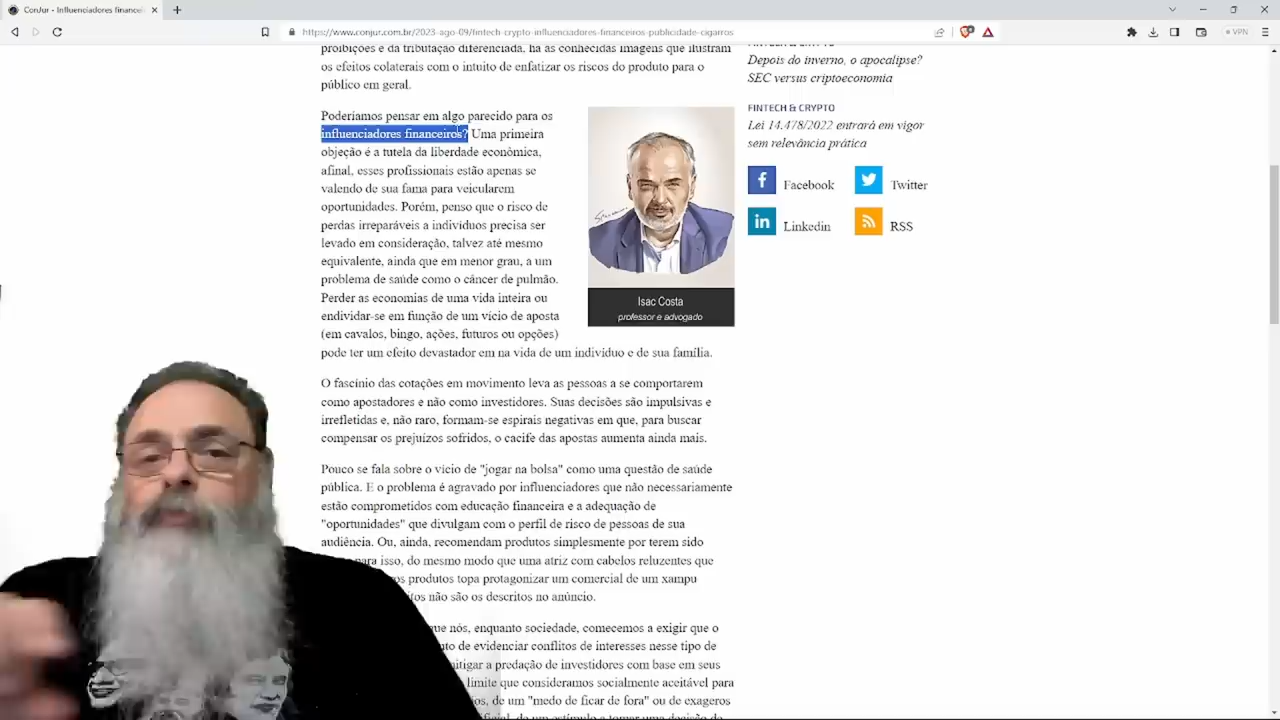 ConJur - Influenciadores financei
https://www.conjur.com.br/2023-ago-09/fintech-crypto-influenciadores-financeiros-publicidade-cigarros
VPN
proibições e da tributação diferenciada, há as conhecidas imagens que ilustram
os efeitos colaterais com o intuito de enfatizar os riscos do produto para o
público em geral.
Poderíamos pensar em algo parecido para os
influenciadores financeiros? Uma primeira
objeção é a tutela da liberdade econômica,
afinal, esses profissionais estão apenas se
valendo de sua fama para veicularem
oportunidades. Porém, penso que o risco de
perdas irreparáveis a indivíduos precisa ser
levado em consideração, talvez até mesmo
equivalente, ainda que em menor grau, a um
problema de saúde como o câncer de pulmão.
Perder as economias de uma vida inteira ou
endividar-se em função de um vício de aposta
(em cavalos, bingo, ações, futuros ou opções)
pode ter um efeito devastador em na vida de um indivíduo e de sua família.
Isac Costa
professor e advogado
O fascínio das cotações em movimento leva as pessoas a se comportarem
como apostadores e não como investidores. Suas decisões são impulsivas e
irrefletidas e, não raro, formam-se espirais negativas em que, para buscar
compensar os prejuízos sofridos, o cacife das apostas aumenta ainda mais.
Pouco se fala sobre o vício de "jogar na bolsa" como uma questão de saúde
pública. E o problema é agravado por influenciadores que não necessariamente
estão comprometidos com educação financeira e a adequação de
"oportunidades" que divulgam com o perfil de risco de pessoas de sua
audiência. Ou, ainda, recomendam produtos simplesmente por terem sido
para isso, do mesmo modo que uma atriz com cabelos reluzentes que
produtos topa protagonizar um comercial de um xampu
não são os descritos no anúncio.
que nós, enquanto sociedade, comecemos a exigir que o
de evidenciar conflitos de interesses nesse tipo de
mitigar a predação de investidores com base em seus
limite que consideramos socialmente aceitável para
de um "medo de ficar de fora" ou de exageros
de um estímulo e tomar uma decisão de
FINTECH & CRYPTO
Depois do inverno, o apocalipse?
SEC versus criptoeconomia
FINTECH & CRYPTO
Lei 14.478/2022 entrará em vigor
sem relevância prática
Facebook
Twitter
Linkedin
RSS